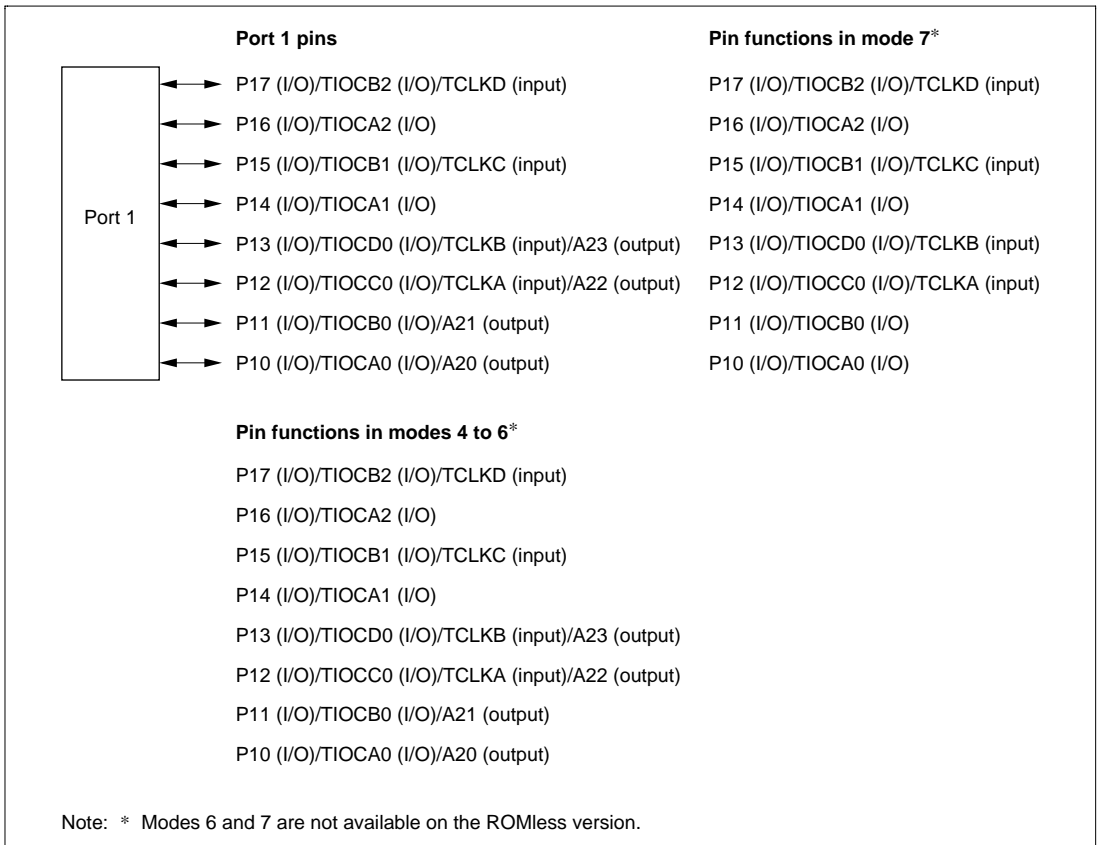 Port 1 pins
Pin functions in mode 7*
Port 1
P17 (I/O)/TIOCB2 (I/O)/TCLKD (input)
P17 (I/O)/TIOCB2 (I/O)/TCLKD (input)
P16 (I/O)/TIOCA2 (I/O)
P16 (I/O)/TIOCA2 (I/O)
P15 (I/O)/TIOCB1 (I/O)/TCLKC (input)
P15 (I/O)/TIOCB1 (I/O)/TCLKC (input)
P14 (I/O)/TIOCA1 (I/O)
P14 (I/O)/TIOCA1 (I/O)
P13 (I/O)/TIOCD0 (I/O)/TCLKB (input)/A23 (output)
P13 (I/O)/TIOCD0 (I/O)/TCLKB (input)
P12 (I/O)/TIOCC0 (I/O)/TCLKA (input)/A22 (output)
P12 (I/O)/TIOCC0 (I/O)/TCLKA (input)
P11 (I/O)/TIOCB0 (I/O)/A21 (output)
P11 (I/O)/TIOCB0 (I/O)
P10 (I/O)/TIOCA0 (I/O)/A20 (output)
P10 (I/O)/TIOCA0 (I/O)
Pin functions in modes 4 to 6*
P17 (I/O)/TIOCB2 (I/O)/TCLKD (input)
P16 (I/O)/TIOCA2 (I/O)
P15 (I/O)/TIOCB1 (I/O)/TCLKC (input)
P14 (I/O)/TIOCA1 (I/O)
P13 (I/O)/TIOCD0 (I/O)/TCLKB (input)/A23 (output)
P12 (I/O)/TIOCC0 (I/O)/TCLKA (input)/A22 (output)
P11 (I/O)/TIOCB0 (I/O)/A21 (output)
P10 (I/O)/TIOCA0 (I/O)/A20 (output)
Note: * Modes 6 and 7 are not available on the ROMless version.